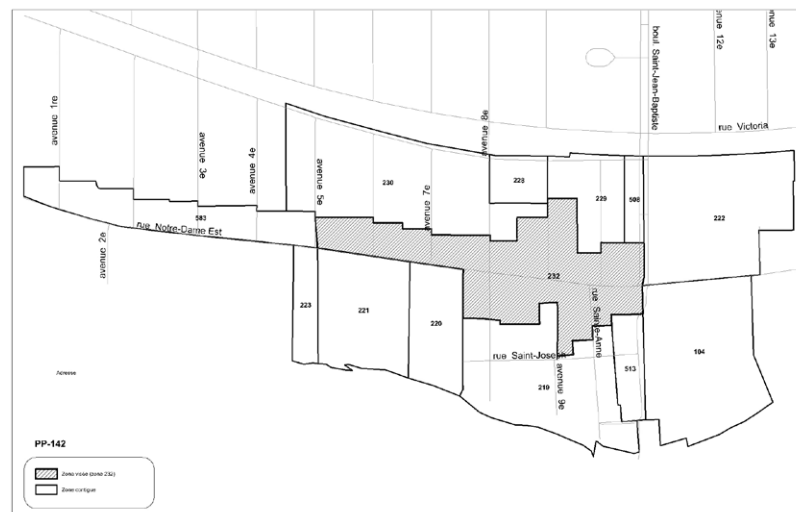 avenue 1re
avenue 2e
avenue 3e
avenue 4e
avenue 5e
avenue 7e
avenue 8e
boul. Saint-Jean-Baptiste
avenue 12e
avenue 13e
rue Victoria
230
228
229
508
222
583
rue Notre-Dame Est
232
223
221
220
rue Sainte-Anne
rue Saint-Joseph
avenue 9e
219
513
104
PP-142
Zone visée (zone 232)
Zone contiguë